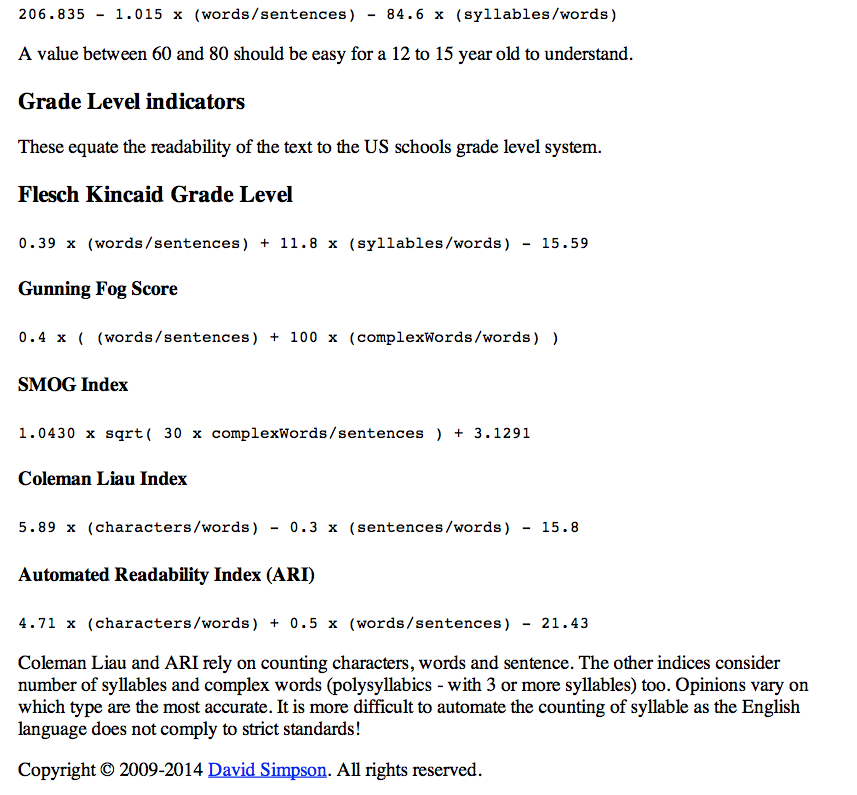 206.835 - 1.015 x (words/sentences) - 84.6 x (syllables/words)
A value between 60 and 80 should be easy for a 12 to 15 year old to understand.
Grade Level indicators
These equate the readability of the text to the US schools grade level system.
Flesch Kincaid Grade Level
0.39 x (words/sentences) + 11.8 x (syllables/words) - 15.59
Gunning Fog Score
0.4 x ( (words/sentences) + 100 x (complexWords/words) )
SMOG Index
1.0430 x sqrt( 30 x complexWords/sentences ) + 3.1291
Coleman Liau Index
5.89 x (characters/words) - 0.3 x (sentences/words) - 15.8
Automated Readability Index (ARI)
4.71 x (characters/words) + 0.5 x (words/sentences) - 21.43
Coleman Liau and ARI rely on counting characters, words and sentence. The other indices consider
number of syllables and complex words (polysyllabics - with 3 or more syllables) too. Opinions vary on
which type are the most accurate. It is more difficult to automate the counting of syllable as the English
language does not comply to strict standards!
Copyright © 2009-2014 David Simpson. All rights reserved.